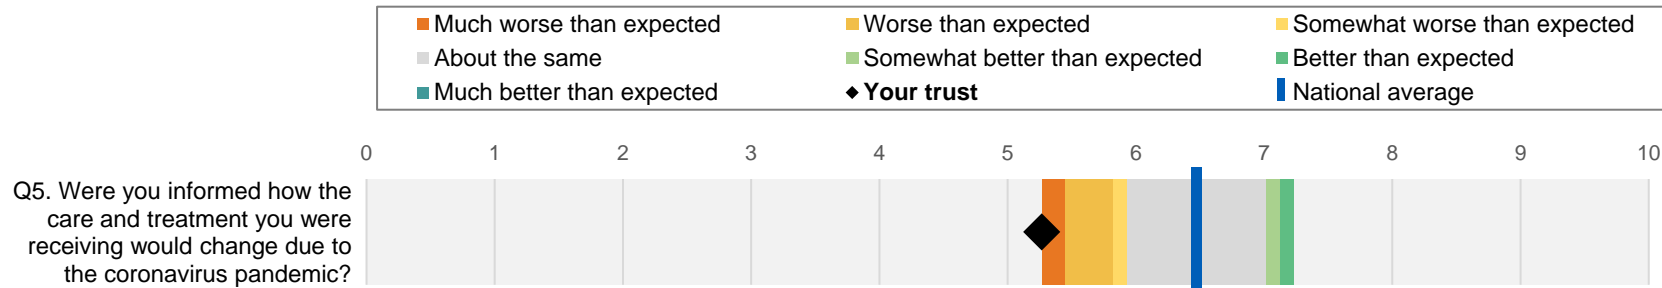 Much worse than expected
Worse than expected
Somewhat worse than expected
About the same
Somewhat better than expected
Better than expected
Much better than expected
Your trust
National average
0 1 2 3 4 5 6 7 8 9 10
Q5. Were you informed how the
care and treatment you were
receiving would change due to
the coronavirus pandemic?